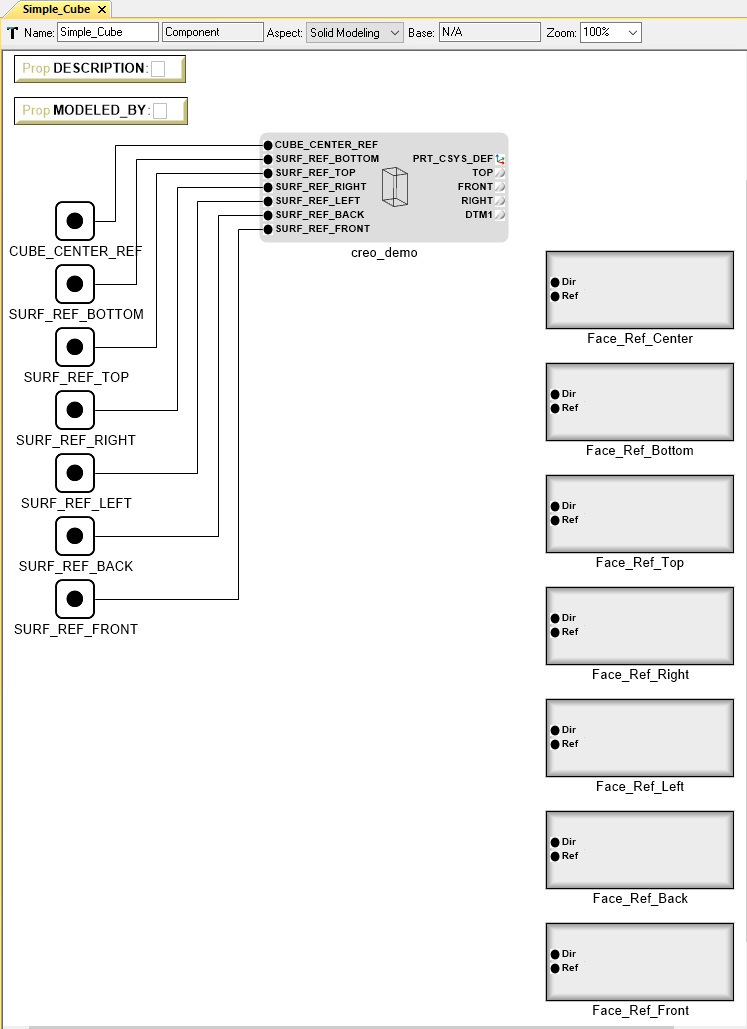 Simple_Cube X
T Name: Simple_Cube Component Aspect: Solid Modeling Base: N/A Zoom: 100%
Prop DESCRIPTION:
Prop MODELED_BY:
CUBE_CENTER_REF
SURF_REF_BOTTOM
SURF_REF_TOP
SURF_REF_RIGHT
SURF_REF_LEFT
SURF_REF_BACK
SURF_REF_FRONT
PRT_CSYS_DEF
TOP
FRONT
RIGHT
DTM1
creo_demo
CUBE_CENTER_REF
SURF_REF_BOTTOM
SURF_REF_TOP
SURF_REF_RIGHT
SURF_REF_LEFT
SURF_REF_BACK
SURF_REF_FRONT
Dir
Ref
Face_Ref_Center
Dir
Ref
Face_Ref_Bottom
Dir
Ref
Face_Ref_Top
Dir
Ref
Face_Ref_Right
Dir
Ref
Face_Ref_Left
Dir
Ref
Face_Ref_Back
Dir
Ref
Face_Ref_Front